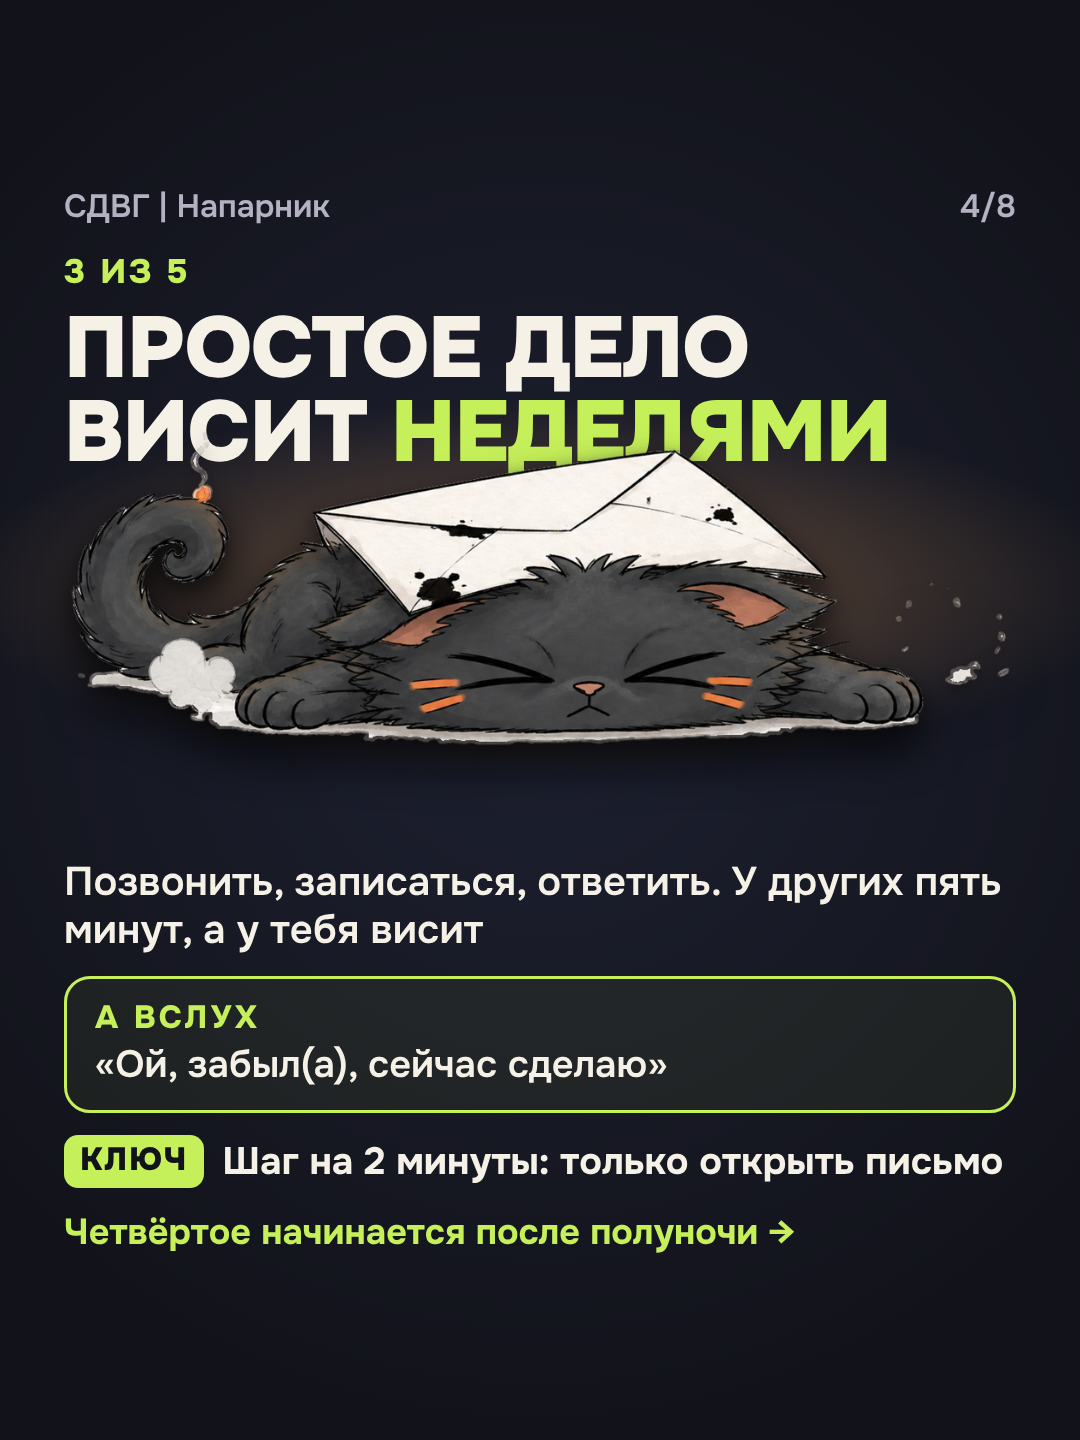 СДВГ | Напарник
4/8
3 ИЗ 5
ПРОСТОЕ ДЕЛО
ВИСИТ НЕДЕЛЯМИ
Позвонить, записаться, ответить. У других пять
минут, а у тебя висит
А ВСЛУХ
«Ой, забыл(а), сейчас сделаю»
КЛЮЧ Шаг на 2 минуты: только открыть письмо
Четвёртое начинается после полуночи →